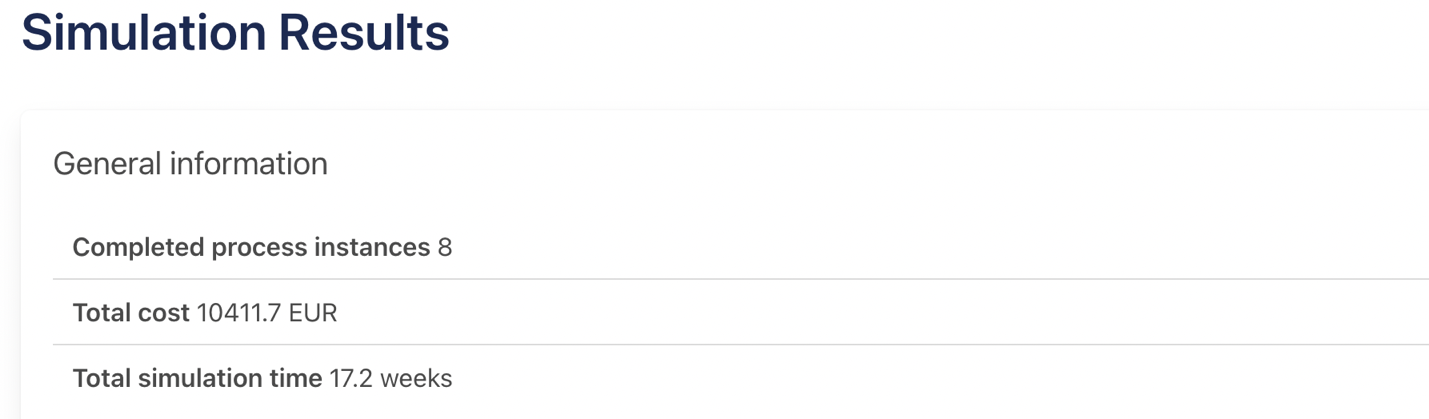 Simulation Results
General information
Completed process instances 8
Total cost 10411.7 EUR
Total simulation time 17.2 weeks